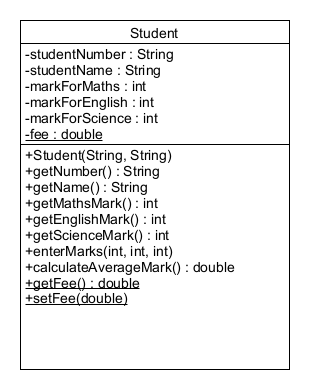 Student
-studentNumber : String
-studentName : String
-markForMaths : int
-markForEnglish : int
-markForScience : int
-fee : double
+Student(String, String)
+getNumber() : String
+getName() : String
+getMathsMark() : int
+getEnglishMark() : int
+getScienceMark() : int
+enterMarks(int, int, int)
+calculateAverageMark() : double
+getFee() : double
+setFee(double)